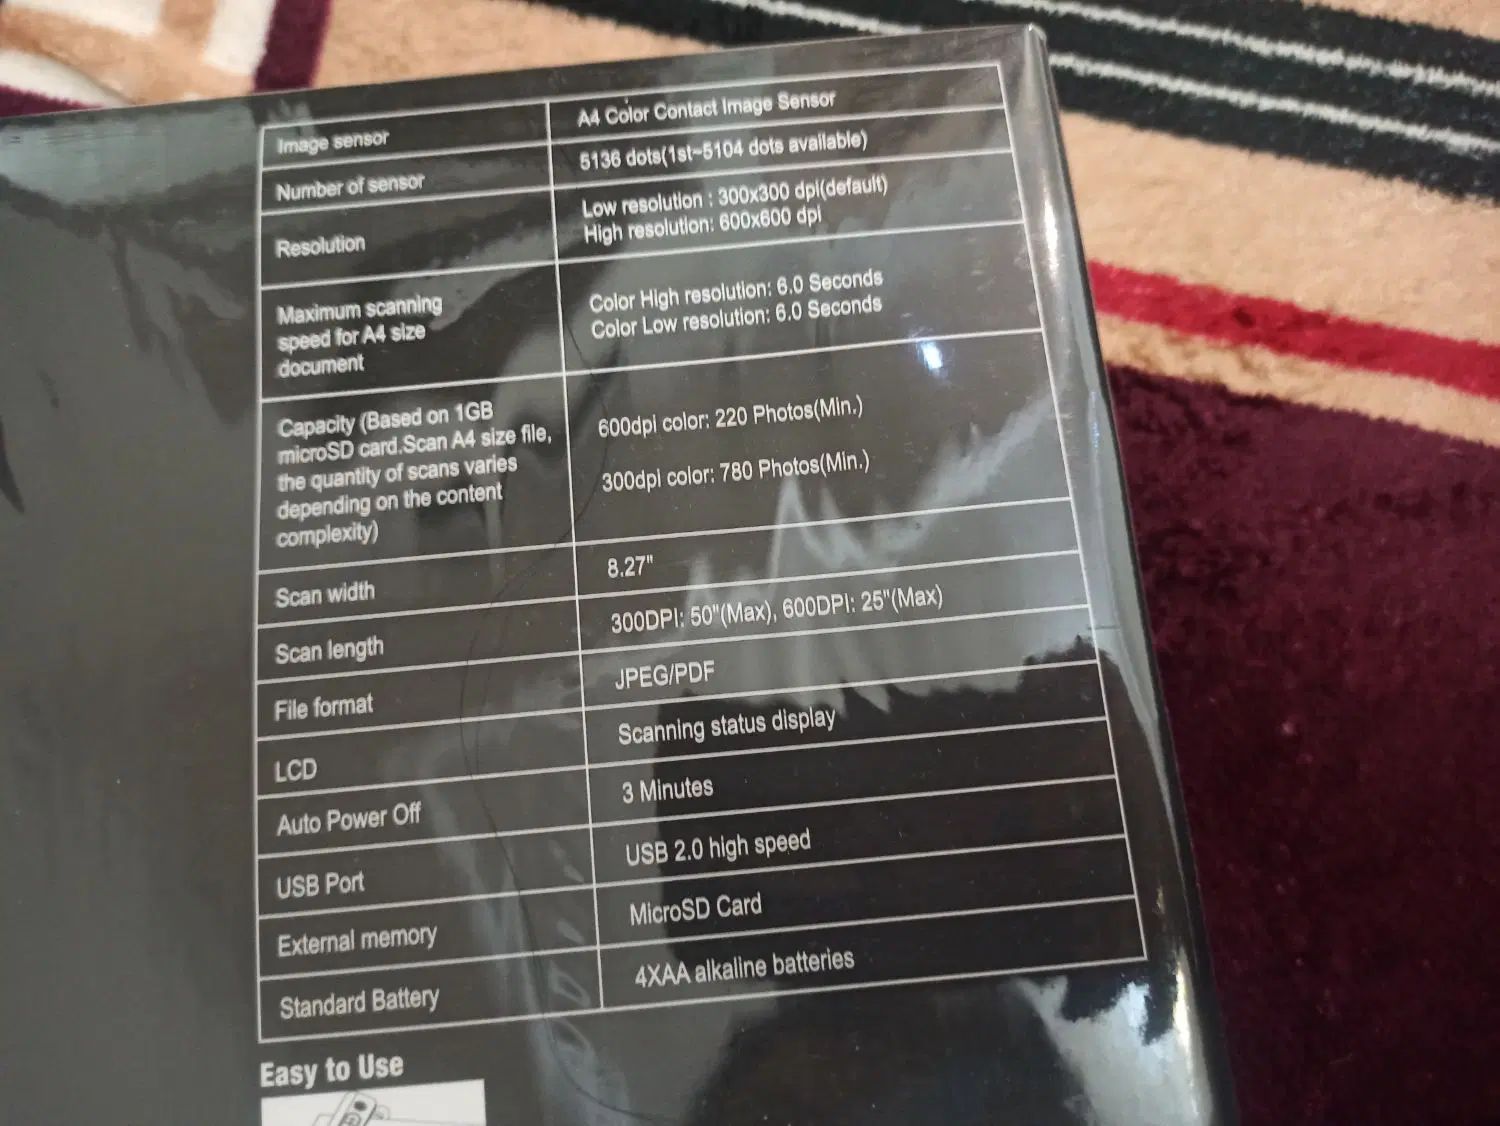 Image sensor
A4 Color Contact Image Sensor
Number of sensor
5136 dots(1st~5104 dots available)
Resolution
Low resolution : 300x300 dpi(default)
High resolution: 600x600 dpi
Maximum scanning
speed for A4 size
document
Color High resolution: 6.0 Seconds
Color Low resolution: 6.0 Seconds
Capacity (Based on 1GB
microSD card.Scan A4 size file,
the quantity of scans varies
depending on the content
complexity)
600dpi color: 220 Photos(Min.)
300dpi color: 780 Photos(Min.)
Scan width
8.27"
Scan length
300DPI: 50"(Max), 600DPI: 25"(Max)
File format
JPEG/PDF
LCD
Scanning status display
Auto Power Off
3 Minutes
USB Port
USB 2.0 high speed
External memory
MicroSD Card
Standard Battery
4XAA alkaline batteries
Easy to Use